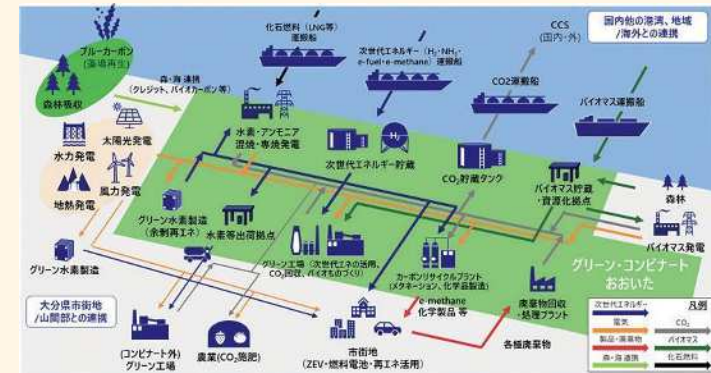 ブルーカーボン
(藻場再生)
森林吸収
化石燃料(LNG等)
運搬船
次世代エネルギー(H₂・NH₃・
e-fuel・e-methane)運搬船
CCS
(国内・外)
国内他の港湾、地域
/海外との連携
森・海 連携
(クレジット、バイオカーボン 等)
CO2運搬船
バイオマス運搬船
水力発電
太陽光発電
地熱発電
風力発電
水素・アンモニア
混焼・専焼発電
H₂
次世代エネルギー貯蔵
CO₂貯蔵タンク
バイオマス貯蔵
・資源化拠点
森林
バイオマス発電
グリーン水素製造
(余剰再エネ)
水素等出荷拠点
グリーン水素製造
グリーン工場(次世代エネの活用、
CO₂回収、バイオものづくり)
カーボンリサイクルプラント
(メタネーション、化学品製造)
グリーン・コンビナート
おおいた
廃棄物回収
・処理プラント
大分県市街地
/山間部との連携
e-methane
化学品 等
(コンビナート外)
グリーン工場
農業(CO₂施肥)
市街地
(ZEV・燃料電池・再エネ活用)
各種廃棄物
凡例
次世代エネルギー
電気
CO₂
製品・廃棄物
バイオマス
森・海 連携
化石燃料